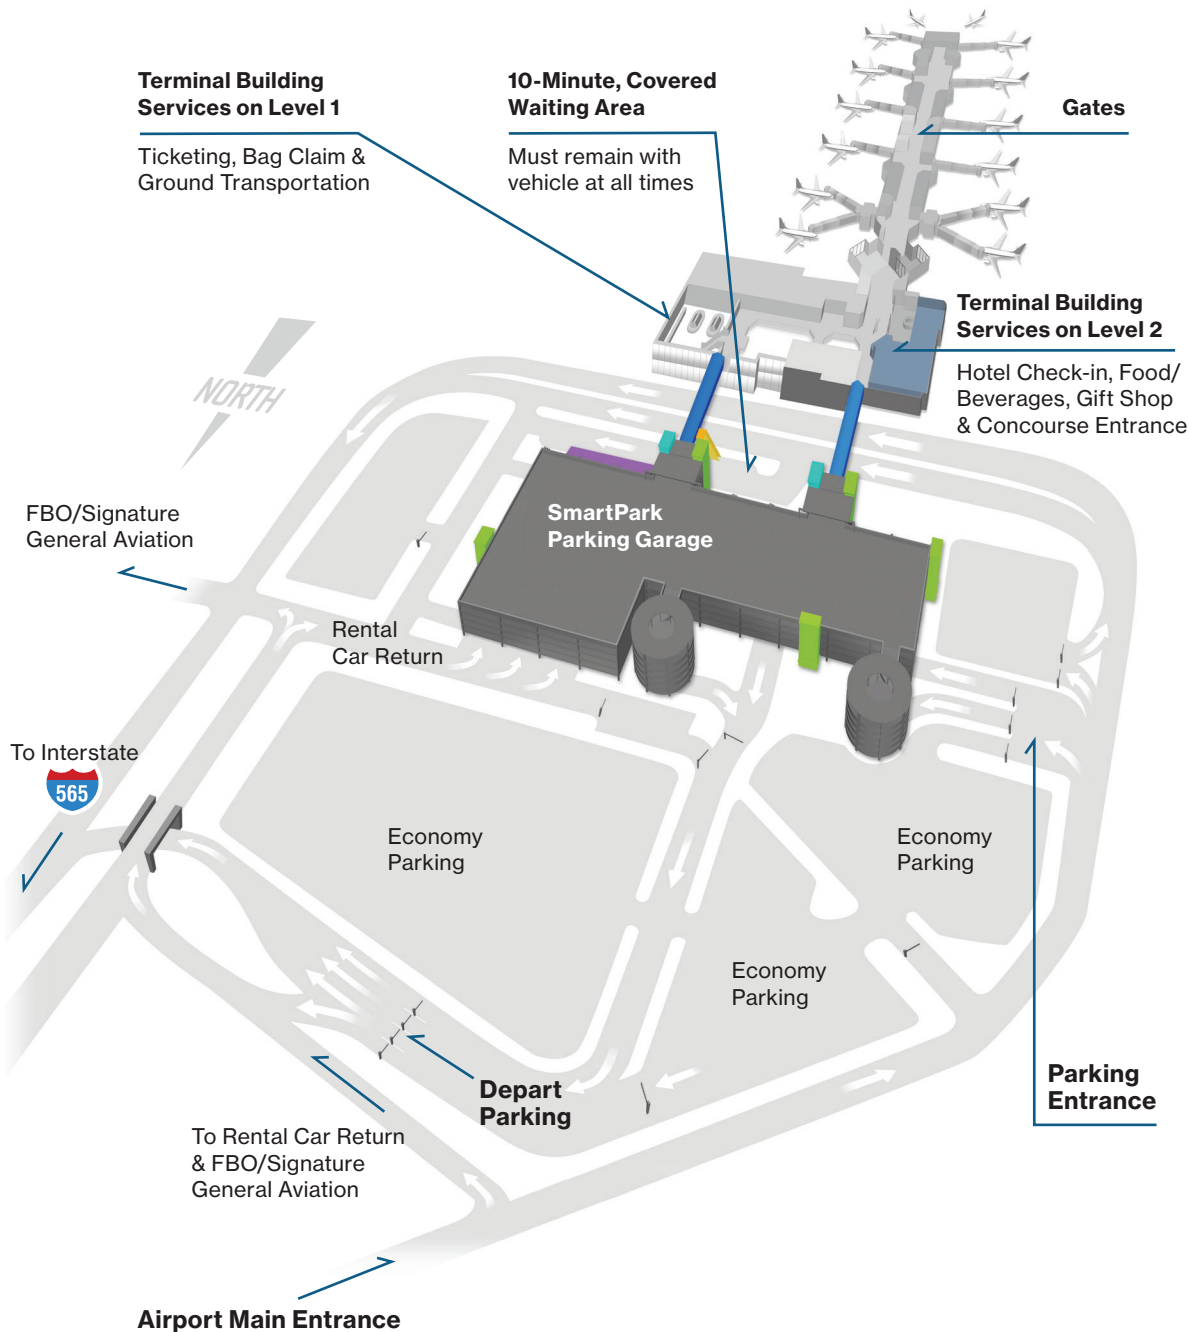 Terminal Building
Services on Level 1
Ticketing, Bag Claim &
Ground Transportation
10-Minute, Covered
Waiting Area
Must remain with
vehicle at all times
Gates
Terminal Building
Services on Level 2
Hotel Check-in, Food/
Beverages, Gift Shop
& Concourse Entrance
NORTH
FBO/Signature
General Aviation
SmartPark
Parking Garage
Rental
Car Return
To Interstate
565
Economy
Parking
Economy
Parking
Economy
Parking
Depart
Parking
Parking
Entrance
To Rental Car Return
& FBO/Signature
General Aviation
Airport Main Entrance